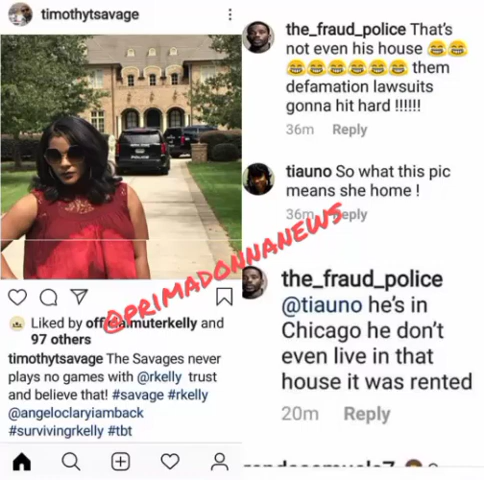 timothytsavage
POLICE
Liked by officialmuterkelly and
97 others
timothytsavage The Savages never
plays no games with @rkelly trust
and believe that! #savage #rkelly
@angeloclaryiamback
#survivingrkelly #tbt
the_fraud_police That's
not even his house 😂😂
😂😂😂😂😂😂 them
defamation lawsuits
gonna hit hard !!!!!!
36m Reply
tiauno So what this pic
means she home !
36m Reply
@PRIMADONNANEWS
the_fraud_police
@tiauno he's in
Chicago he don't
even live in that
house it was rented
20m Reply